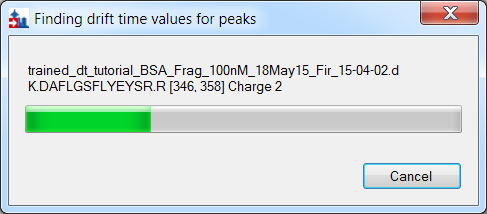 Finding drift time values for peaks
trained_dt_tutorial_BSA_Frag_100nM_18May15_Fir_15-04-02.d
K.DAFLGSFLYEYSR.R [346, 358] Charge 2
Cancel